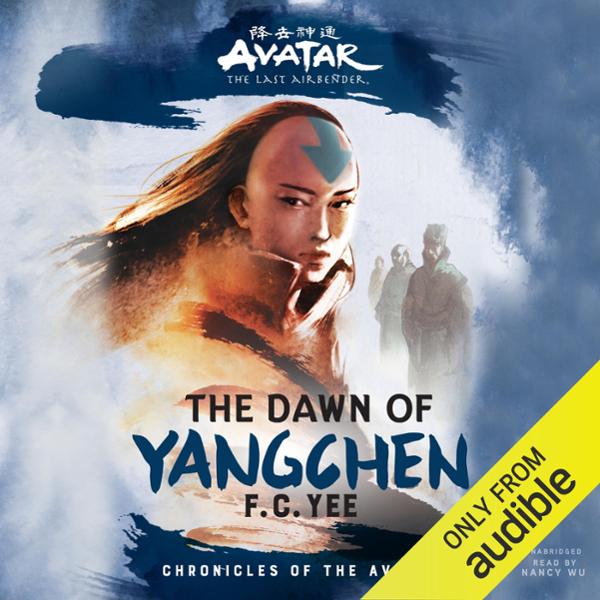 降去神通
AVATAR
THE LAST AIRBENDER®
THE DAWN OF
YANGCHEN
F.C. YEE
CHRONICLES OF THE AV
ONLY FROM
audible
NABRIDGED
READ BY
NANCY WU